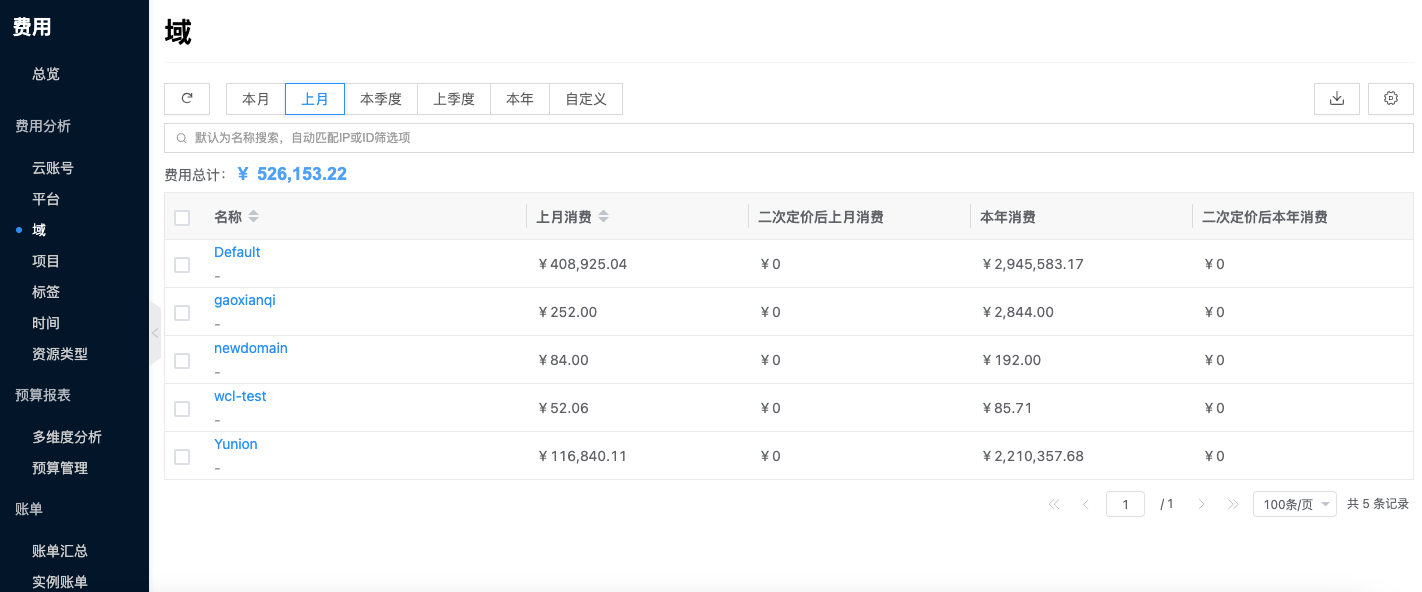 费用
总览
费用分析
云账号
平台
域
项目
标签
时间
资源类型
预算报表
多维度分析
预算管理
账单
账单汇总
实例账单
域
本月 上月 本季度 上季度 本年 自定义
默认为名称搜索，自动匹配IP或ID筛选项
费用总计： ¥ 526,153.22
名称 上月消费 二次定价后上月消费 本年消费 二次定价后本年消费
Default ¥408,925.04 ¥0 ¥2,945,583.17 ¥0
-
gaoxianqi ¥252.00 ¥0 ¥2,844.00 ¥0
-
newdomain ¥84.00 ¥0 ¥192.00 ¥0
-
wcl-test ¥52.06 ¥0 ¥85.71 ¥0
-
Yunion ¥116,840.11 ¥0 ¥2,210,357.68 ¥0
-
1 / 1 100条/页 共 5 条记录